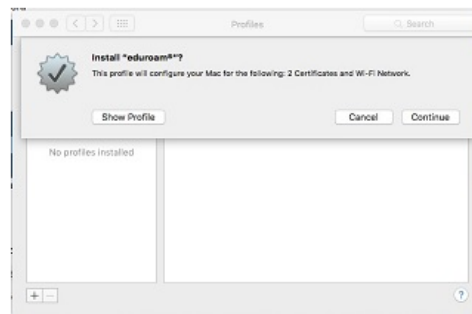 Profiles
Search
Install "eduroam®"?
This profile will configure your Mac for the following: 2 Certificates and Wi-Fi Network.
Show Profile
Cancel
Continue
No profiles installed
+
−
?